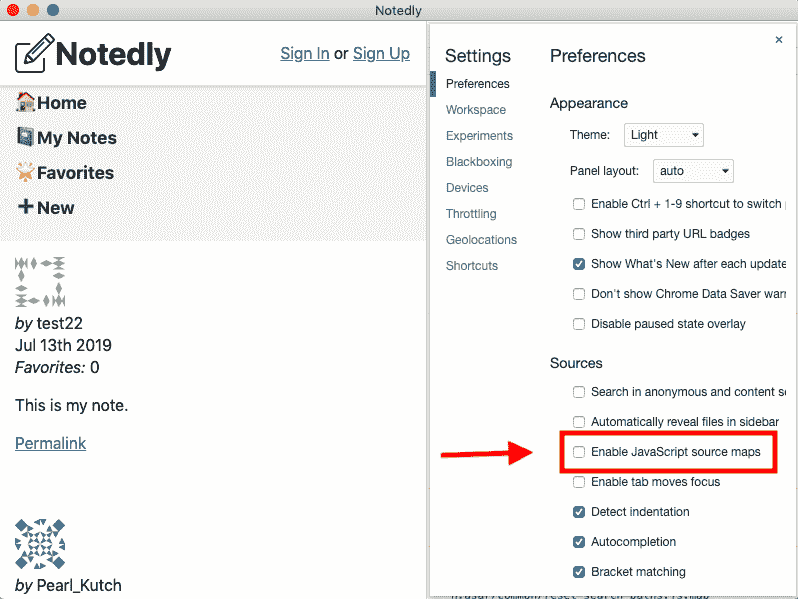 Notedly
Notedly
Sign In or Sign Up
Home
My Notes
Favorites
New
by test22
Jul 13th 2019
Favorites: 0
This is my note.
Permalink
by Pearl_Kutch
Settings
Preferences
Workspace
Experiments
Blackboxing
Devices
Throttling
Geolocations
Shortcuts
Preferences
Appearance
Theme: Light
Panel layout: auto
Enable Ctrl + 1-9 shortcut to switch
Show third party URL badges
Show What's New after each update
Don't show Chrome Data Saver
Disable paused state overlay
Sources
Search in anonymous and content
Automatically reveal files in sidebar
Enable JavaScript source maps
Enable tab moves focus
Detect indentation
Autocompletion
Bracket matching